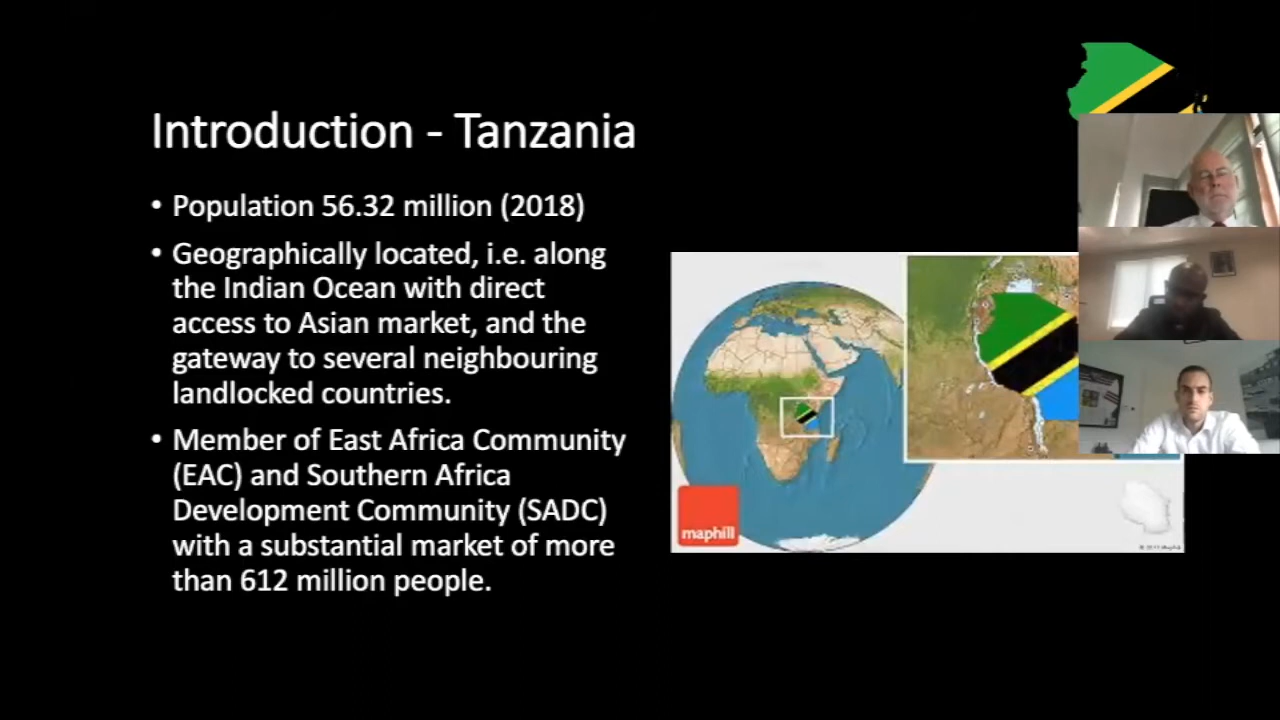 Introduction - Tanzania
• Population 56.32 million (2018)
• Geographically located, i.e. along
the Indian Ocean with direct
access to Asian market, and the
gateway to several neighbouring
landlocked countries.
• Member of East Africa Community
(EAC) and Southern Africa
Development Community (SADC)
with a substantial market of more
than 612 million people.
maphill